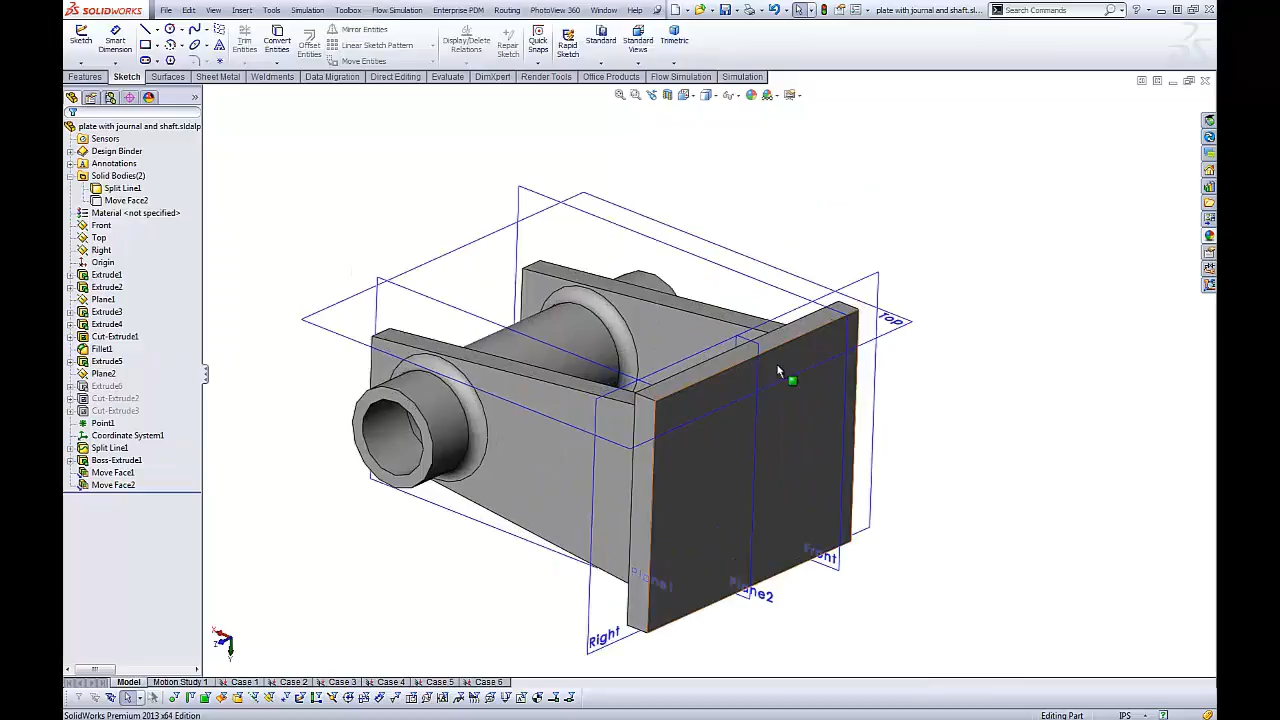 SOLIDWORKS File Edit View Insert Tools Simulation Toolbox Flow Simulation Enterprise PDM Routing PhotoView 360 Window Help plate with journal and shaft.sl... Search Commands
Sketch Smart Dimension Trim Entities Convert Entities Offset Entities Mirror Entities Linear Sketch Pattern Move Entities Display/Delete Relations Repair Sketch Quick Snaps Rapid Sketch Standard Standard Views Trimetric
Features Sketch Surfaces Sheet Metal Weldments Data Migration Direct Editing Evaluate DimXpert Render Tools Office Products Flow Simulation Simulation
plate with journal and shaft.sldalp
Sensors
Design Binder
Annotations
Solid Bodies(2)
Split Line1
Move Face2
Material <not specified>
Front
Top
Right
Origin
Extrude1
Extrude2
Plane1
Extrude3
Extrude4
Cut-Extrude1
Fillet1
Extrude5
Plane2
Extrude6
Cut-Extrude2
Cut-Extrude3
Point1
Coordinate System1
Split Line1
Boss-Extrude1
Move Face1
Move Face2
Top
Front
Plane1
Plane2
Right
X
Z
Y
Model Motion Study 1 Case 1 Case 2 Case 3 Case 4 Case 5 Case 6
SolidWorks Premium 2013 x64 Edition Editing Part IPS